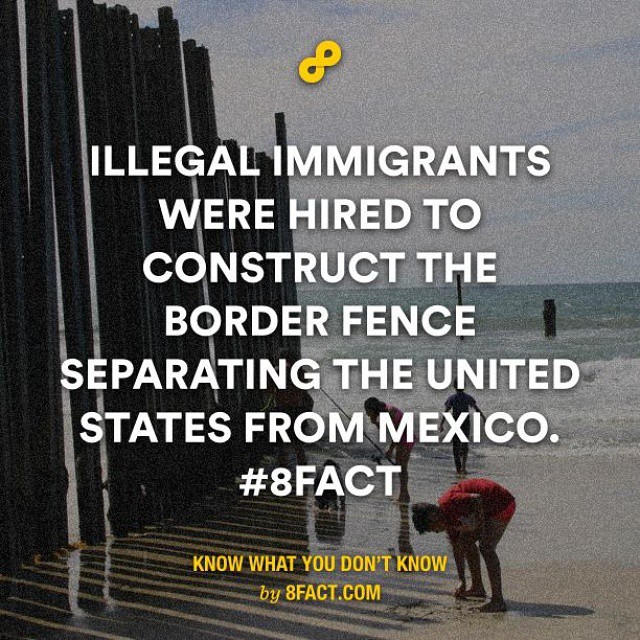 ILLEGAL IMMIGRANTS
WERE HIRED TO
CONSTRUCT THE
BORDER FENCE
SEPARATING THE UNITED
STATES FROM MEXICO.
#8FACT
KNOW WHAT YOU DON'T KNOW
by 8FACT.COM